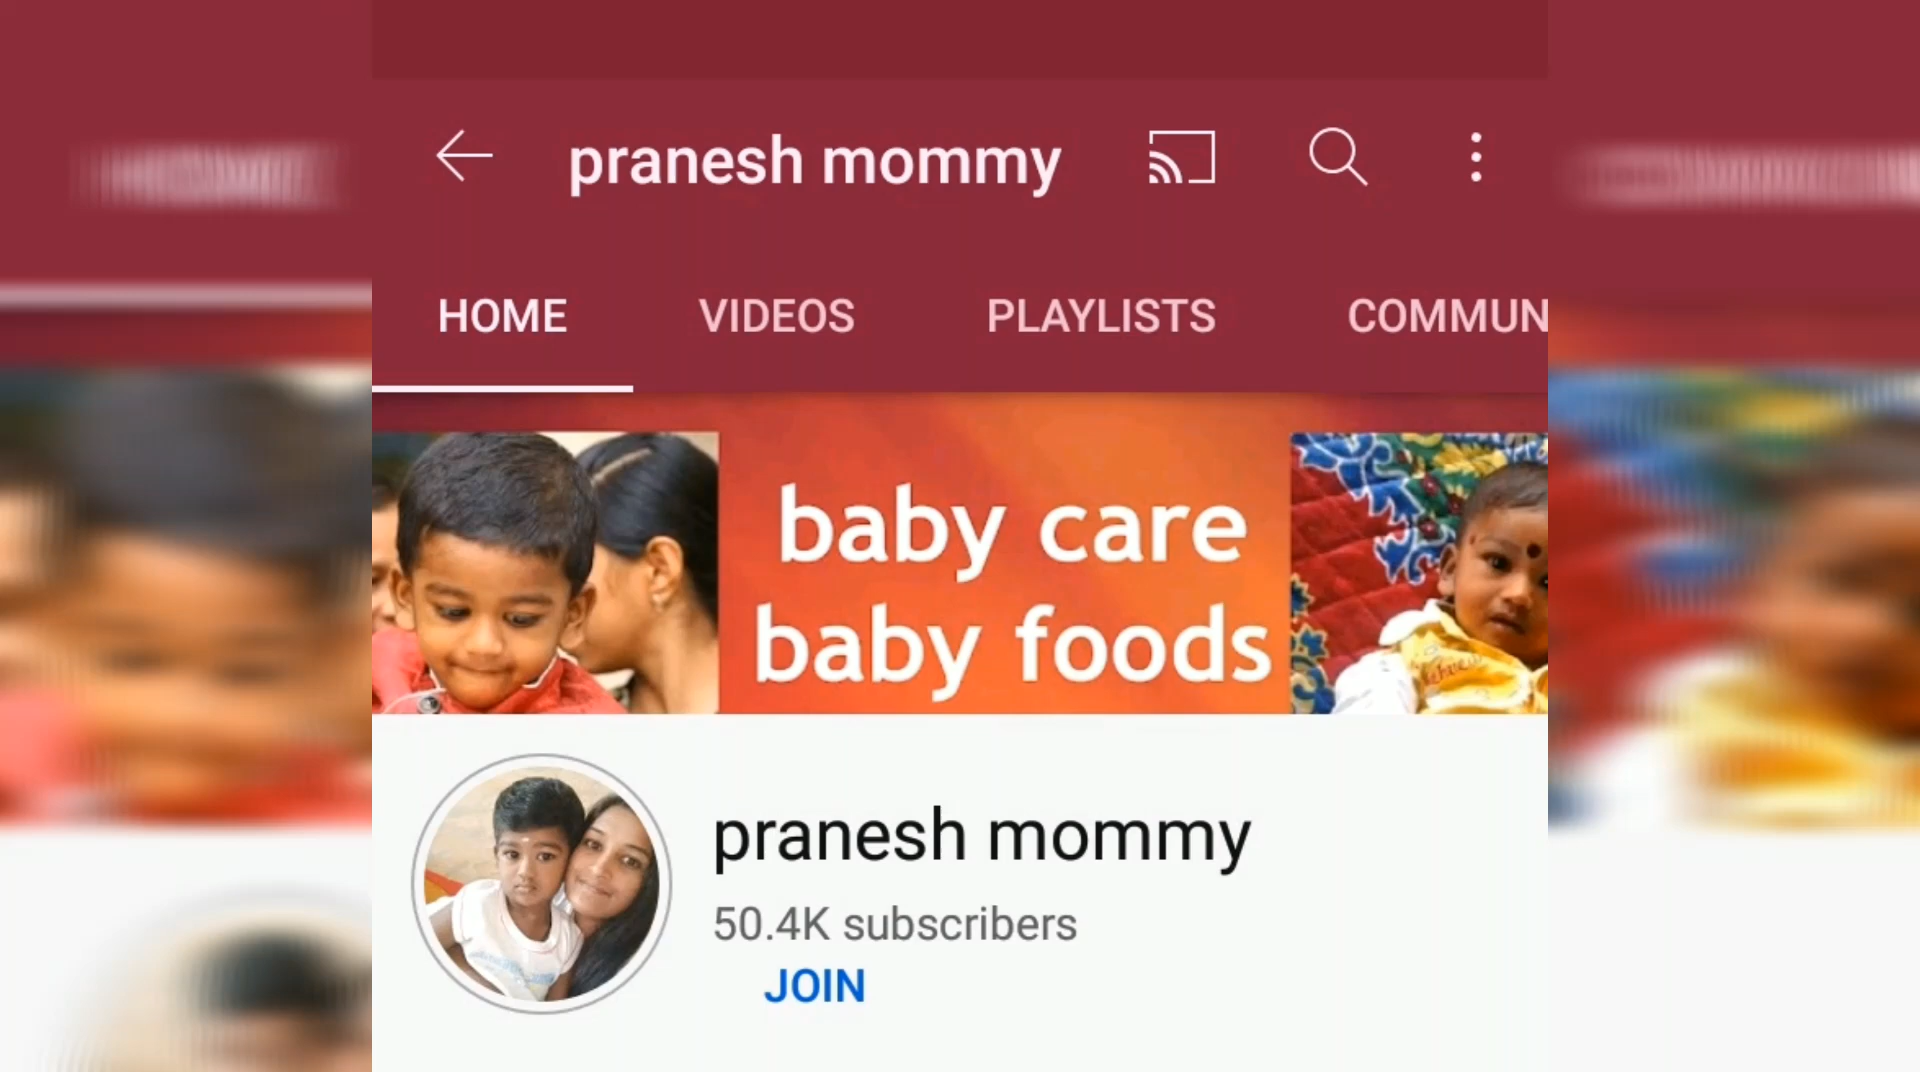 pranesh mommy
HOME VIDEOS PLAYLISTS COMMUN
baby care
baby foods
pranesh mommy
50.4K subscribers
JOIN